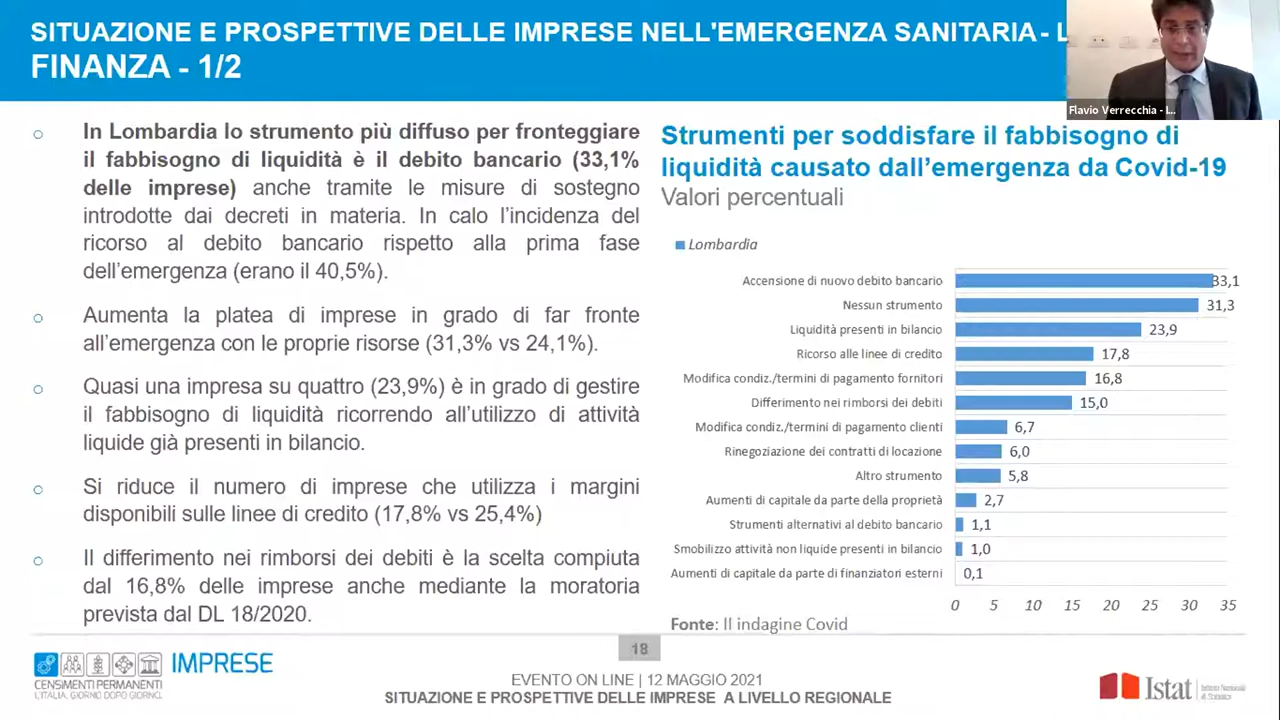 SITUAZIONE E PROSPETTIVE DELLE IMPRESE NELL'EMERGENZA SANITARIA - L
FINANZA - 1/2
Flavio Verrecchia - I...
In Lombardia lo strumento più diffuso per fronteggiare
il fabbisogno di liquidità è il debito bancario (33,1%
delle imprese) anche tramite le misure di sostegno
introdotte dai decreti in materia. In calo l'incidenza del
ricorso al debito bancario rispetto alla prima fase
dell'emergenza (erano il 40,5%).
Aumenta la platea di imprese in grado di far fronte
all'emergenza con le proprie risorse (31,3% vs 24,1%).
Quasi una impresa su quattro (23,9%) è in grado di gestire
il fabbisogno di liquidità ricorrendo all'utilizzo di attività
liquide già presenti in bilancio.
Si riduce il numero di imprese che utilizza i margini
disponibili sulle linee di credito (17,8% vs 25,4%)
Il differimento nei rimborsi dei debiti è la scelta compiuta
dal 16,8% delle imprese anche mediante la moratoria
prevista dal DL 18/2020.
Strumenti per soddisfare il fabbisogno di
liquidità causato dall'emergenza da Covid-19
Valori percentuali
Lombardia
Accensione di nuovo debito bancario 33,1
Nessun strumento 31,3
Liquidità presenti in bilancio 23,9
Ricorso alle linee di credito 17,8
Modifica condiz./termini di pagamento fornitori 16,8
Differimento nei rimborsi dei debiti 15,0
Modifica condiz./termini di pagamento clienti 6,7
Rinegoziazione dei contratti di locazione 6,0
Altro strumento 5,8
Aumenti di capitale da parte della proprietà 2,7
Strumenti alternativi al debito bancario 1,1
Smobilizzo attività non liquide presenti in bilancio 1,0
Aumenti di capitale da parte di finanziatori esterni 0,1
0 5 10 15 20 25 30 35
Fonte: II indagine Covid
18
IMPRESE
CENSIMENTI PERMANENTI
L'ITALIA, GIORNO DOPO GIORNO.
EVENTO ON LINE | 12 MAGGIO 2021
SITUAZIONE E PROSPETTIVE DELLE IMPRESE A LIVELLO REGIONALE
Istat
Istituto Nazionale
di Statistica